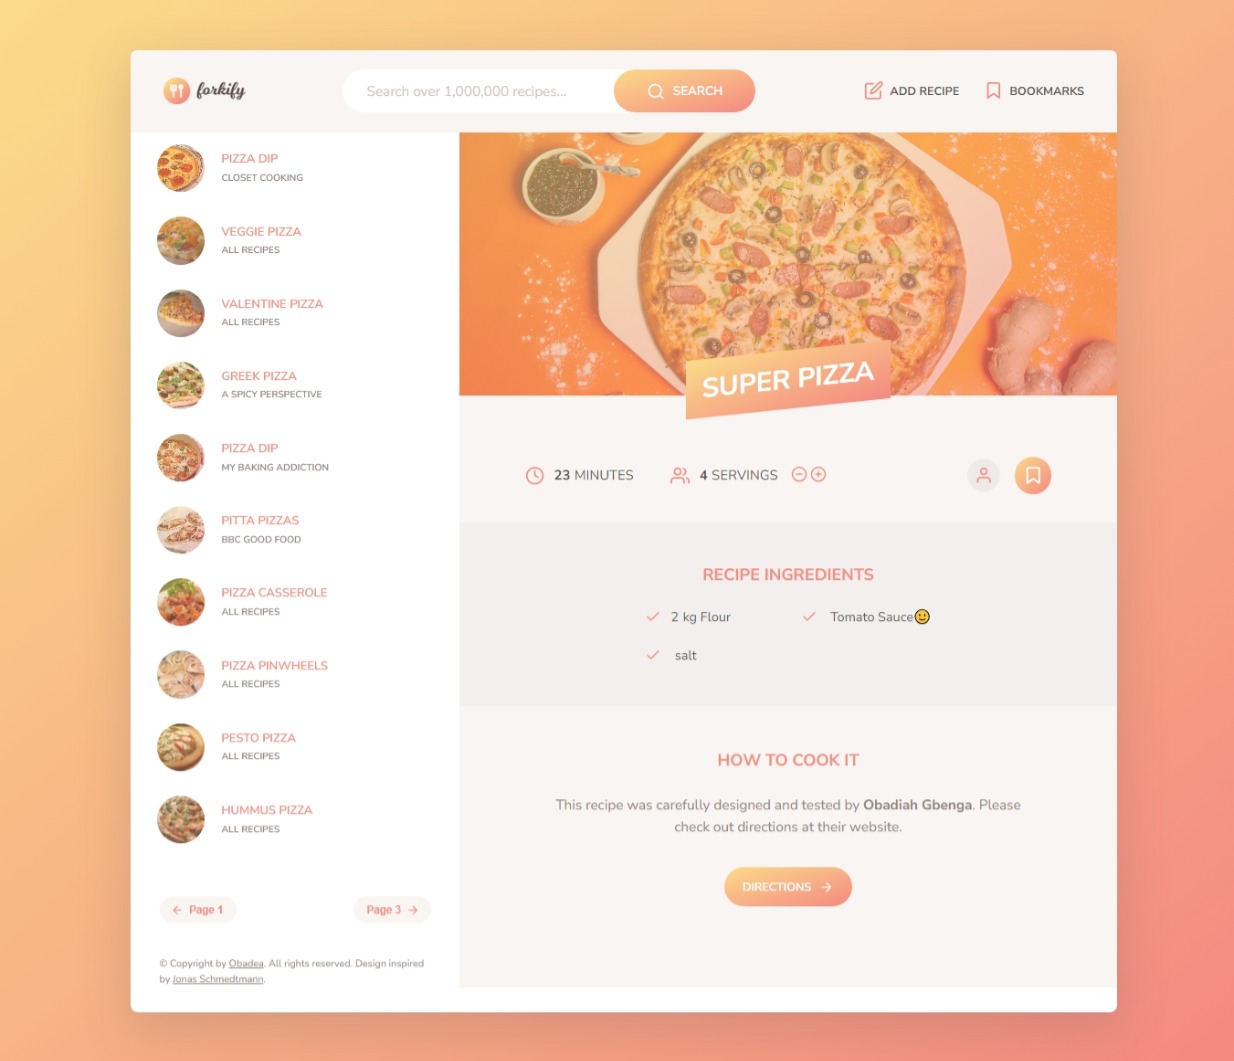 forkify
Search over 1,000,000 recipes...
SEARCH
ADD RECIPE
BOOKMARKS
PIZZA DIP
CLOSET COOKING
VEGGIE PIZZA
ALL RECIPES
VALENTINE PIZZA
ALL RECIPES
GREEK PIZZA
A SPICY PERSPECTIVE
PIZZA DIP
MY BAKING ADDICTION
PITTA PIZZAS
BBC GOOD FOOD
PIZZA CASSEROLE
ALL RECIPES
PIZZA PINWHEELS
ALL RECIPES
PESTO PIZZA
ALL RECIPES
HUMMUS PIZZA
ALL RECIPES
← Page 1
Page 3 →
© Copyright by Obadea. All rights reserved. Design inspired
by Jonas Schmedtmann.
SUPER PIZZA
23 MINUTES
4 SERVINGS
RECIPE INGREDIENTS
2 kg Flour
Tomato Sauce🙂
salt
HOW TO COOK IT
This recipe was carefully designed and tested by Obadiah Gbenga. Please
check out directions at their website.
DIRECTIONS →